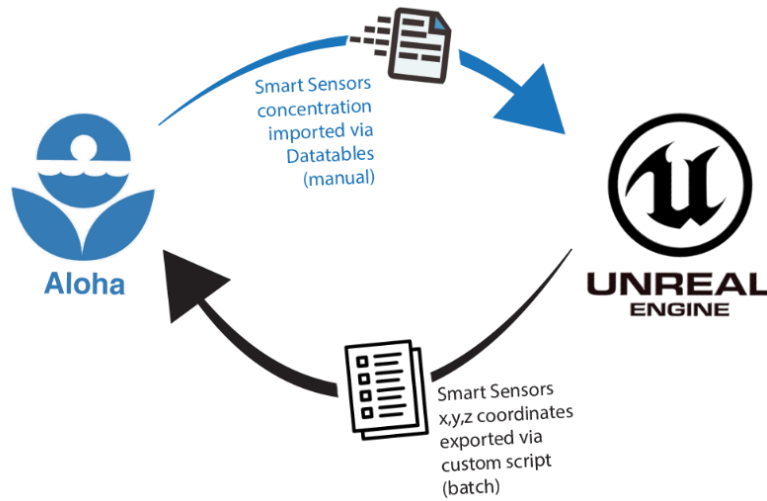 Smart Sensors
concentration
imported via
Datatables
(manual)
Aloha
UNREAL
ENGINE
Smart Sensors
x,y,z coordinates
exported via
custom script
(batch)